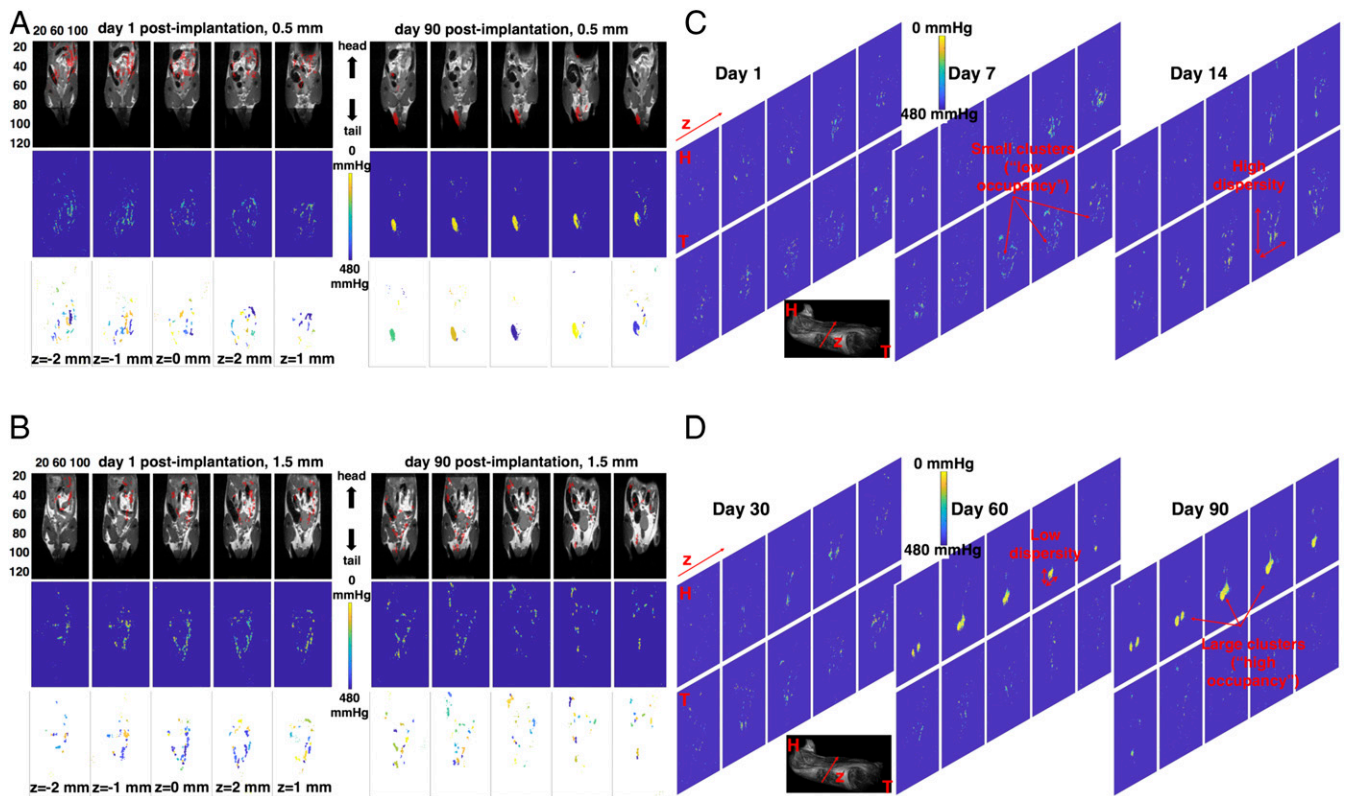 A
20 60 100 day 1 post-implantation, 0.5 mm
day 90 post-implantation, 0.5 mm
20
40
60
80
100
120
head
tail
0
mmHg
480
mmHg
z=-2 mm z=-1 mm z=0 mm z=2 mm z=1 mm
B
20 60 100 day 1 post-implantation, 1.5 mm
day 90 post-implantation, 1.5 mm
20
40
60
80
100
120
head
tail
0
mmHg
480
mmHg
z=-2 mm z=-1 mm z=0 mm z=2 mm z=1 mm
C
0 mmHg
480 mmHg
Day 1
Day 7
Day 14
z
H
T
Small clusters
("low
occupancy")
High
dispersity
H
z
T
D
0 mmHg
480 mmHg
Day 30
Day 60
Day 90
z
H
T
Low
dispersity
Large clusters
("high
occupancy")
H
z
T